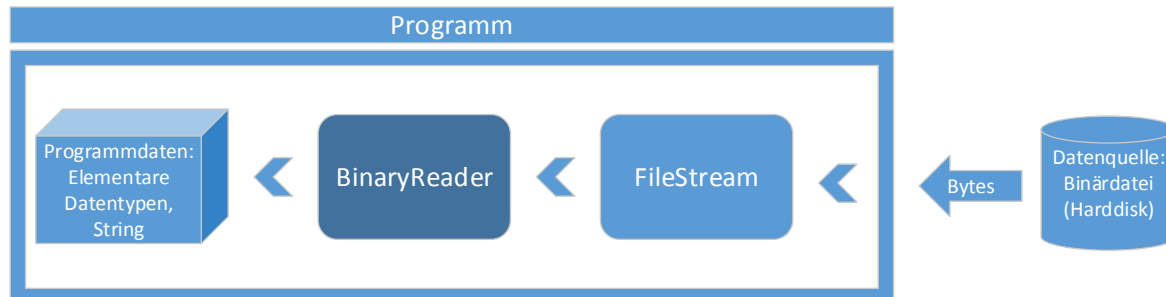 Programm
Programmdaten:
Elementare
Datentypen,
String
BinaryReader
FileStream
Bytes
Datenquelle:
Binärdatei
(Harddisk)